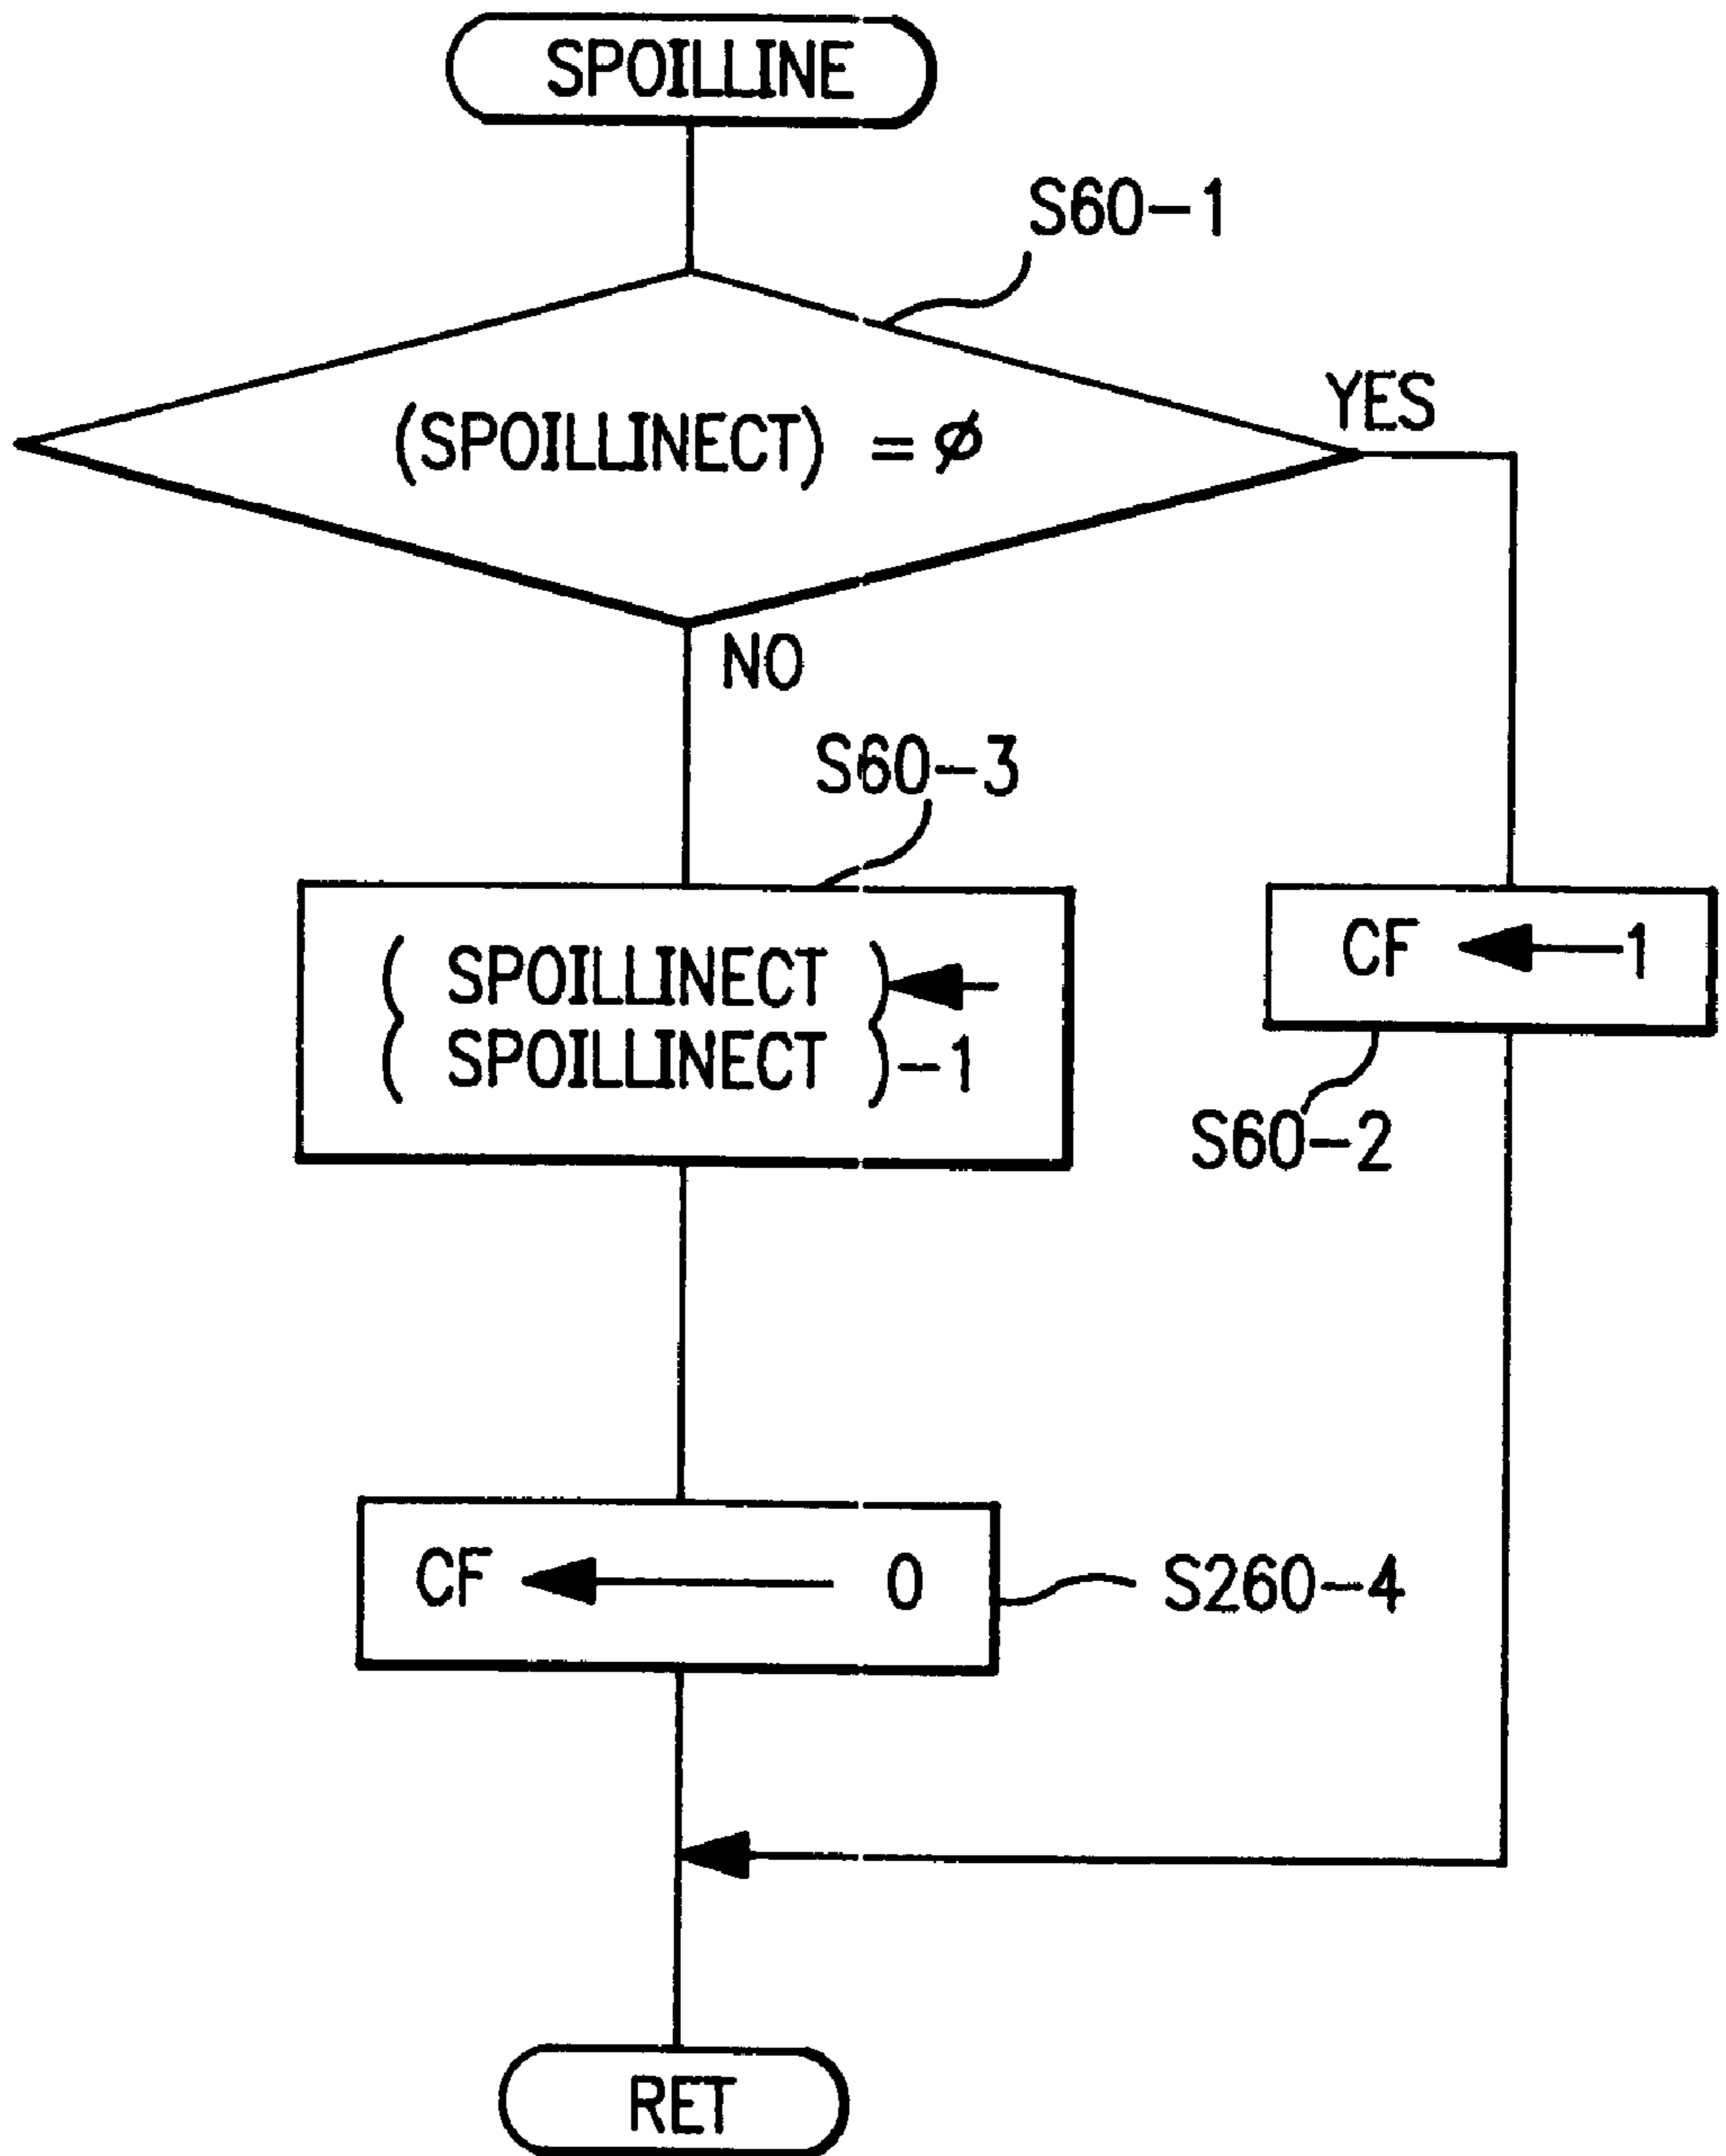 SPOILLINE
S60-1
(SPOILLINECT) = ∅
YES
NO
S60-3
( SPOILLINECT ) ←
( SPOILLINECT ) -1
CF ← 1
S60-2
CF ← 0
S260-4
RET